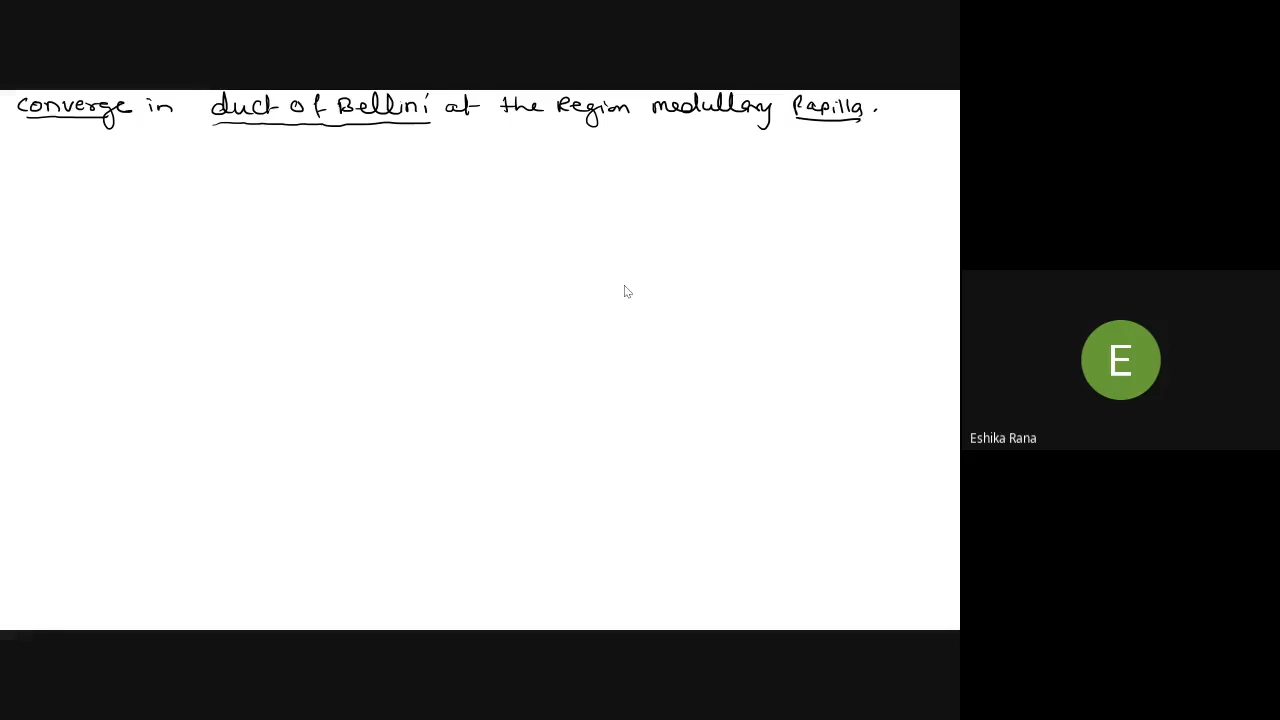 converge in duct of Bellini at the Region medullary Papilla.
E
Eshika Rana